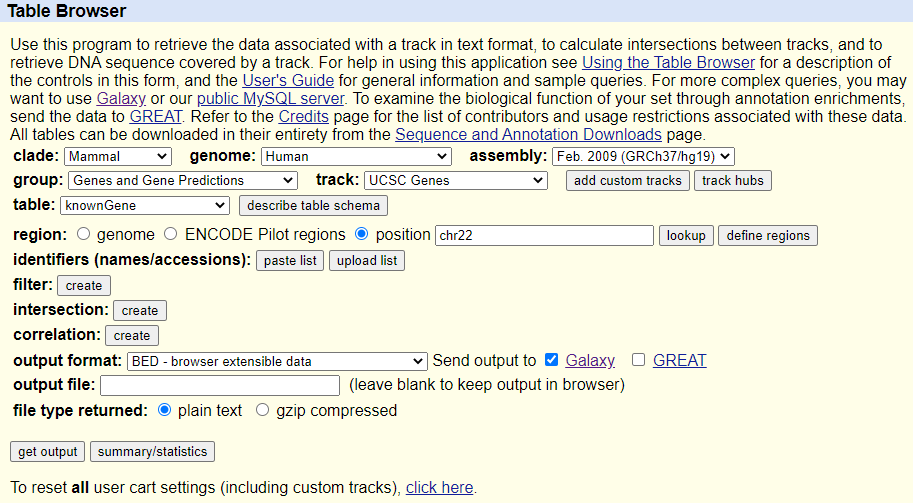 Table Browser
Use this program to retrieve the data associated with a track in text format, to calculate intersections between tracks, and to
retrieve DNA sequence covered by a track. For help in using this application see Using the Table Browser for a description of
the controls in this form, and the User's Guide for general information and sample queries. For more complex queries, you may
want to use Galaxy or our public MySQL server. To examine the biological function of your set through annotation enrichments,
send the data to GREAT. Refer to the Credits page for the list of contributors and usage restrictions associated with these data.
All tables can be downloaded in their entirety from the Sequence and Annotation Downloads page.
clade: Mammal genome: Human assembly: Feb. 2009 (GRCh37/hg19)
group: Genes and Gene Predictions track: UCSC Genes add custom tracks track hubs
table: knownGene describe table schema
region: genome ENCODE Pilot regions position chr22 lookup define regions
identifiers (names/accessions): paste list upload list
filter: create
intersection: create
correlation: create
output format: BED - browser extensible data Send output to Galaxy GREAT
output file: (leave blank to keep output in browser)
file type returned: plain text gzip compressed
get output summary/statistics
To reset all user cart settings (including custom tracks), click here.